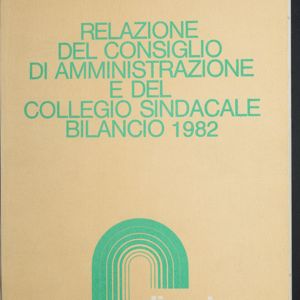 RELAZIONE
DEL CONSIGLIO
DI AMMINISTRAZIONE
E DEL
COLLEGIO SINDACALE
BILANCIO 1982